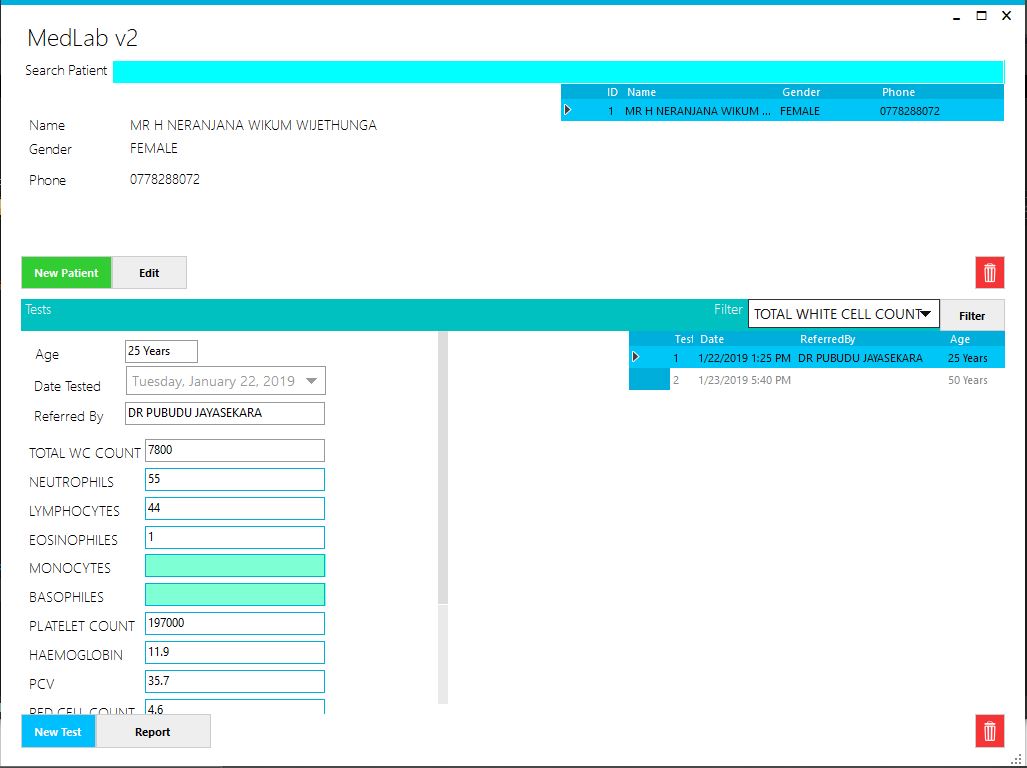 MedLab v2
Search Patient
ID Name Gender Phone
1 MR H NERANJANA WIKUM ... FEMALE 0778288072
Name MR H NERANJANA WIKUM WIJETHUNGA
Gender FEMALE
Phone 0778288072
New Patient Edit
Tests Filter TOTAL WHITE CELL COUNT Filter
Test Date ReferredBy Age
1 1/22/2019 1:25 PM DR PUBUDU JAYASEKARA 25 Years
2 1/23/2019 5:40 PM 50 Years
Age 25 Years
Date Tested Tuesday, January 22, 2019
Referred By DR PUBUDU JAYASEKARA
TOTAL WC COUNT 7800
NEUTROPHILS 55
LYMPHOCYTES 44
EOSINOPHILES 1
MONOCYTES
BASOPHILES
PLATELET COUNT 197000
HAEMOGLOBIN 11.9
PCV 35.7
RED CELL COUNT 4.6
New Test Report